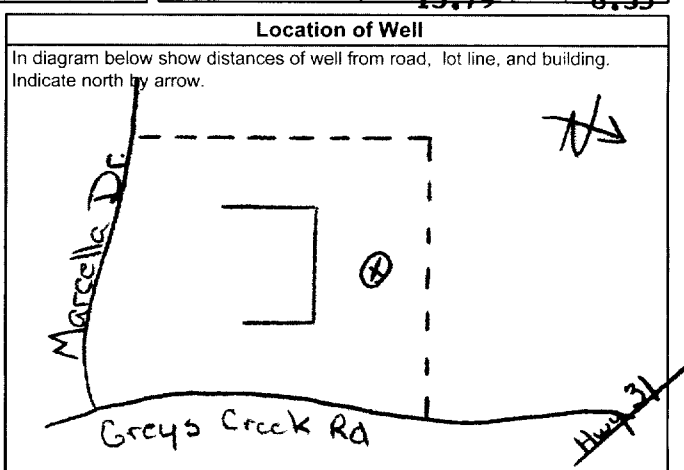 Location of Well
In diagram below show distances of well from road, lot line, and building.
Indicate north by arrow.
N
Marcella Dr.
X
Greys Creek Rd
Hwy 31